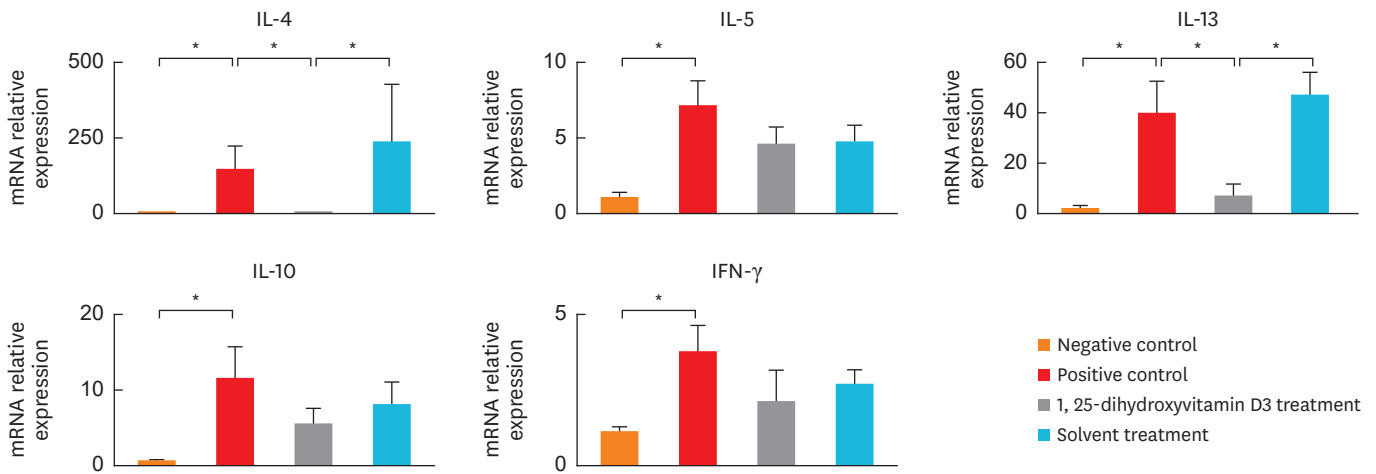 IL-4
mRNA relative
expression
500
250
0
*
*
*
IL-5
mRNA relative
expression
10
5
0
*
IL-13
mRNA relative
expression
60
40
20
0
*
*
*
IL-10
mRNA relative
expression
20
10
0
*
IFN-γ
mRNA relative
expression
5
2
0
*
Negative control
Positive control
1, 25-dihydroxyvitamin D3 treatment
Solvent treatment